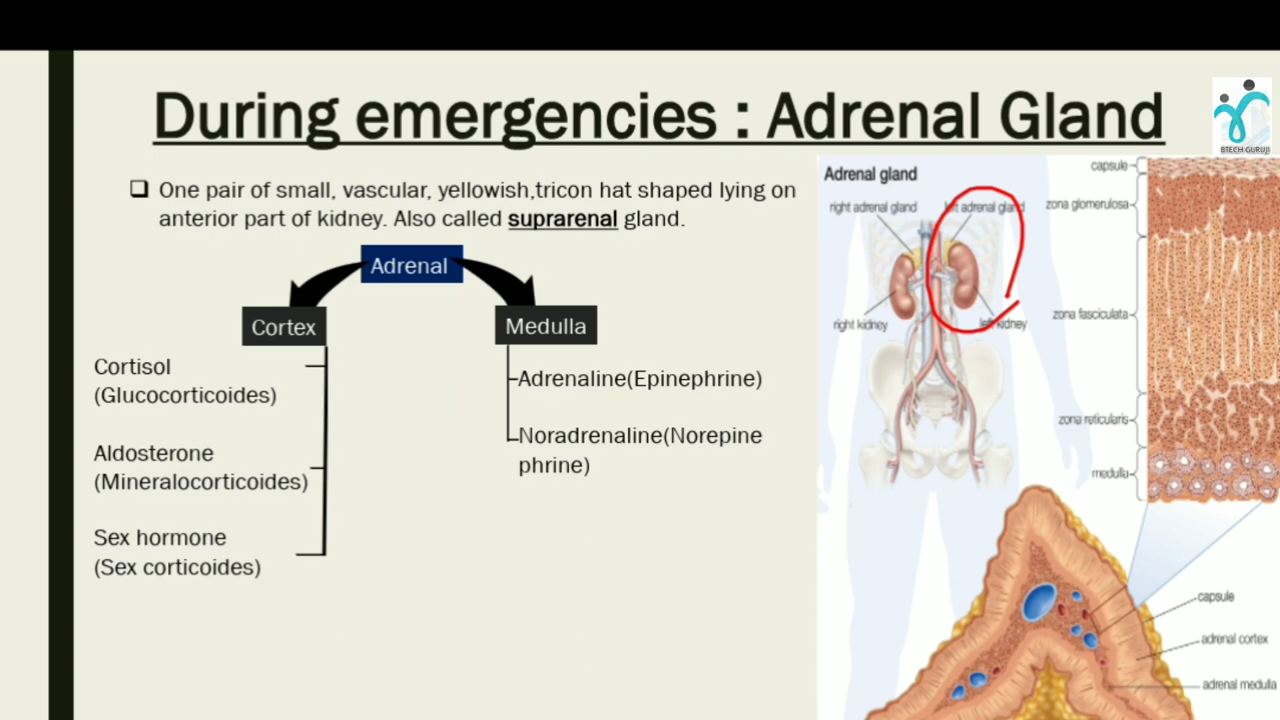 During emergencies : Adrenal Gland
BTECH GURUJI
❑ One pair of small, vascular, yellowish,tricon hat shaped lying on
anterior part of kidney. Also called suprarenal gland.
Adrenal
Cortex
Medulla
Cortisol
(Glucocorticoides)
Aldosterone
(Mineralocorticoides)
Sex hormone
(Sex corticoides)
Adrenaline(Epinephrine)
Noradrenaline(Norepine
phrine)
Adrenal gland
right adrenal gland
left adrenal gland
right kidney
left kidney
capsule
zona glomerulosa
zona fasciculata
zona reticularis
medulla
capsule
adrenal cortex
adrenal medulla